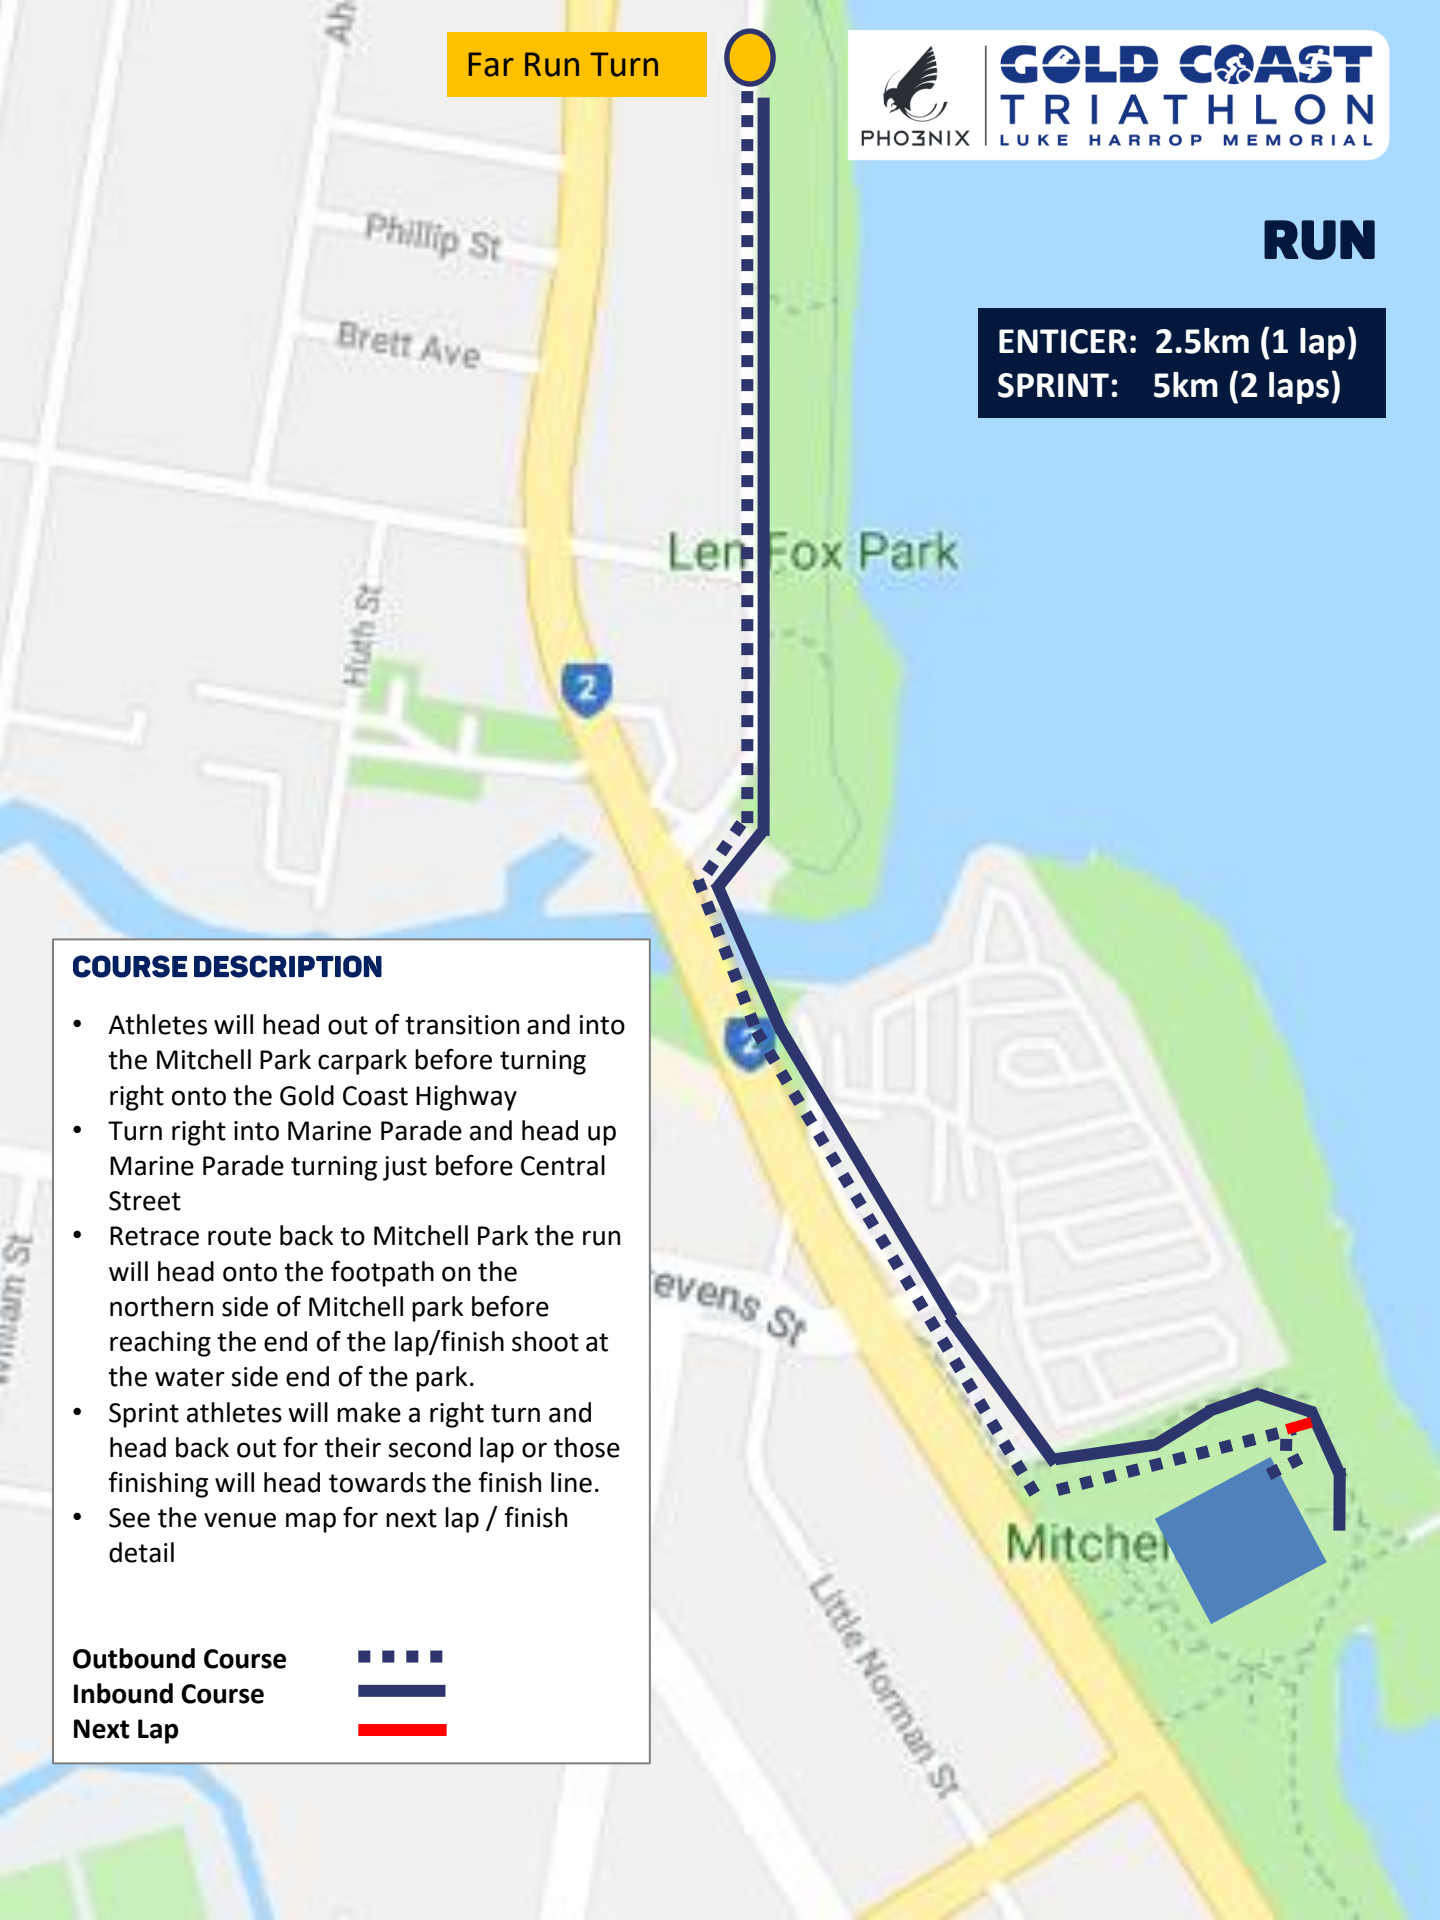 Ah
Far Run Turn
PHO3NIX
GOLD COAST
TRIATHLON
LUKE HARROP MEMORIAL
RUN
Phillip St
Brett Ave
ENTICER: 2.5km (1 lap)
SPRINT: 5km (2 laps)
Len Fox Park
Huth St
2
2
COURSE DESCRIPTION
• Athletes will head out of transition and into
the Mitchell Park carpark before turning
right onto the Gold Coast Highway
• Turn right into Marine Parade and head up
Marine Parade turning just before Central
Street
• Retrace route back to Mitchell Park the run
will head onto the footpath on the
northern side of Mitchell park before
reaching the end of the lap/finish shoot at
the water side end of the park.
• Sprint athletes will make a right turn and
head back out for their second lap or those
finishing will head towards the finish line.
• See the venue map for next lap / finish
detail
Outbound Course
Inbound Course
Next Lap
William St
evens St
Mitchel
Little Norman St